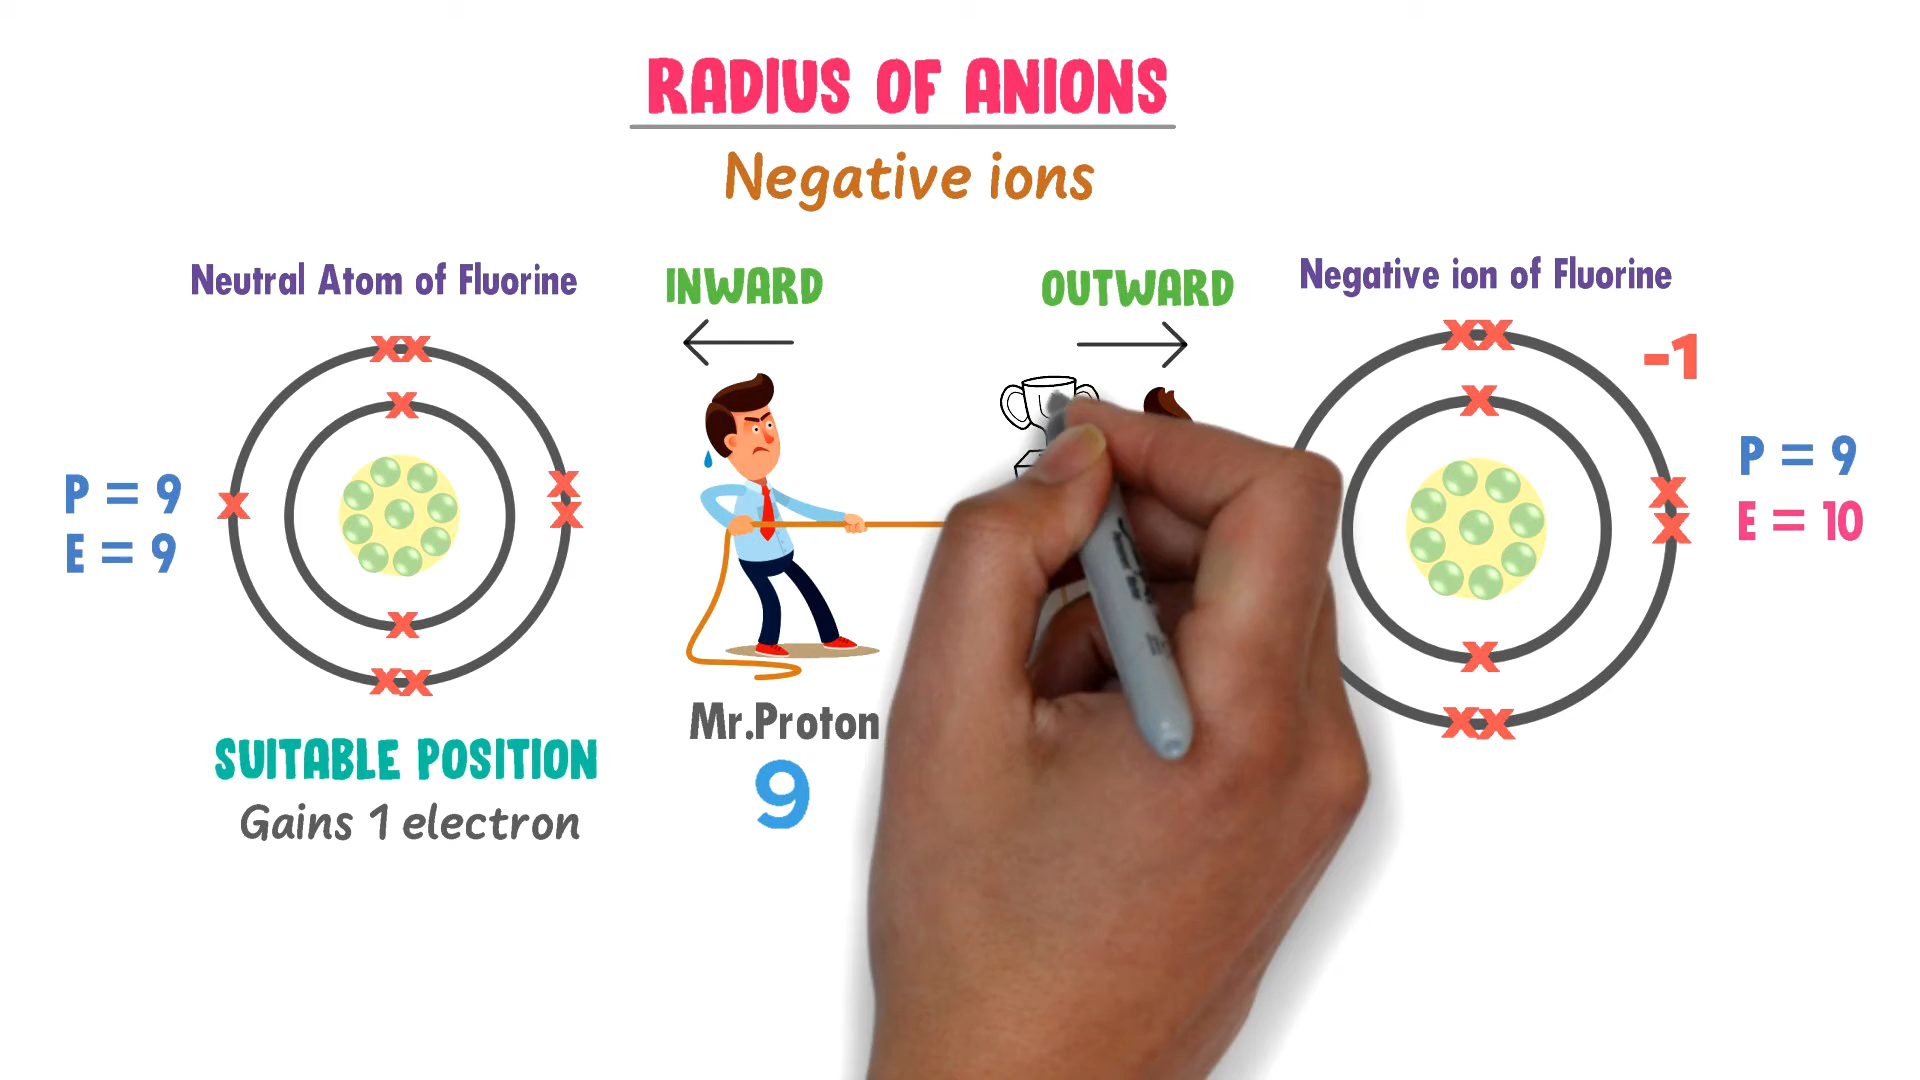 RADIUS OF ANIONS
Negative ions
Neutral Atom of Fluorine
INWARD
OUTWARD
Negative ion of Fluorine
-1
P = 9
E = 9
P = 9
E = 10
Mr.Proton
9
SUITABLE POSITION
Gains 1 electron